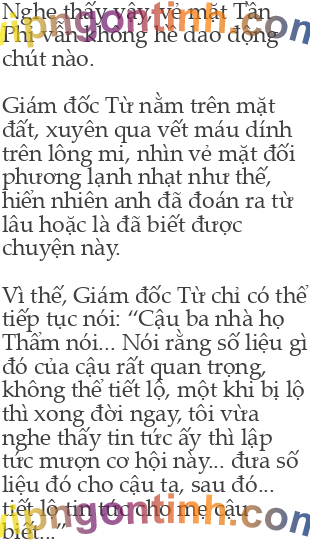 Nghe thấy vậy, vẻ mặt Tần
Phi vẫn không hề dao động
chút nào.
Giám đốc Từ nằm trên mặt
đất, xuyên qua vết máu dính
trên lông mi, nhìn vẻ mặt đối
phương lạnh nhạt như thế,
hiển nhiên anh đã đoán ra từ
lâu hoặc là đã biết được
chuyện này.
Vì thế, Giám đốc Từ chỉ có thể
tiếp tục nói: “Cậu ba nhà họ
Thẩm nói... Nói rằng số liệu gì
đó của cậu rất quan trọng,
không thể tiết lộ, một khi bị lộ
thì xong đời ngay, tôi vừa
nghe thấy tin tức ấy thì lập
tức mượn cơ hội này... đưa số
liệu đó cho cậu ta, sau đó...
tiết lộ tin tức cho mẹ cậu
biết...”
vipngontinh.com